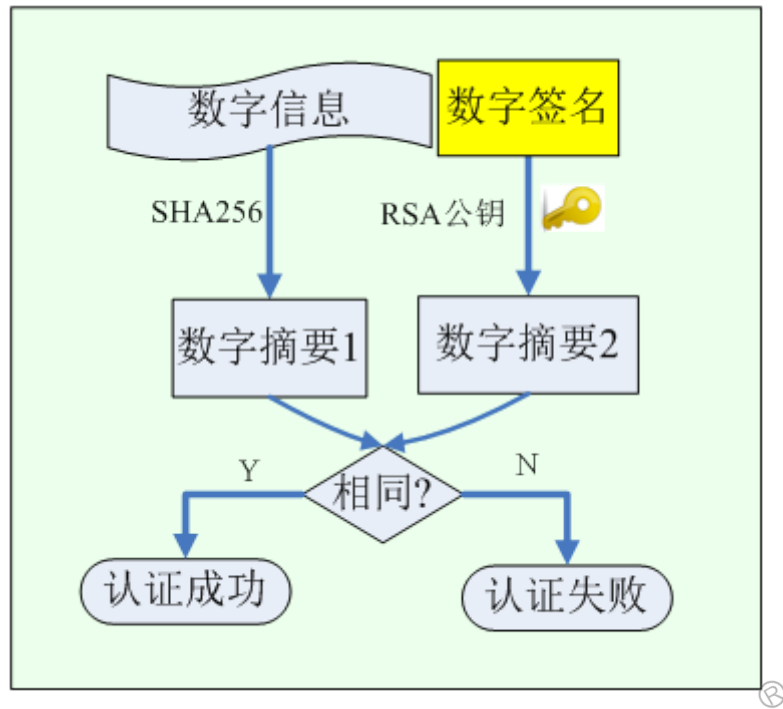 数字信息
数字签名
SHA256
RSA公钥
数字摘要1
数字摘要2
相同?
Y
N
认证成功
认证失败
®